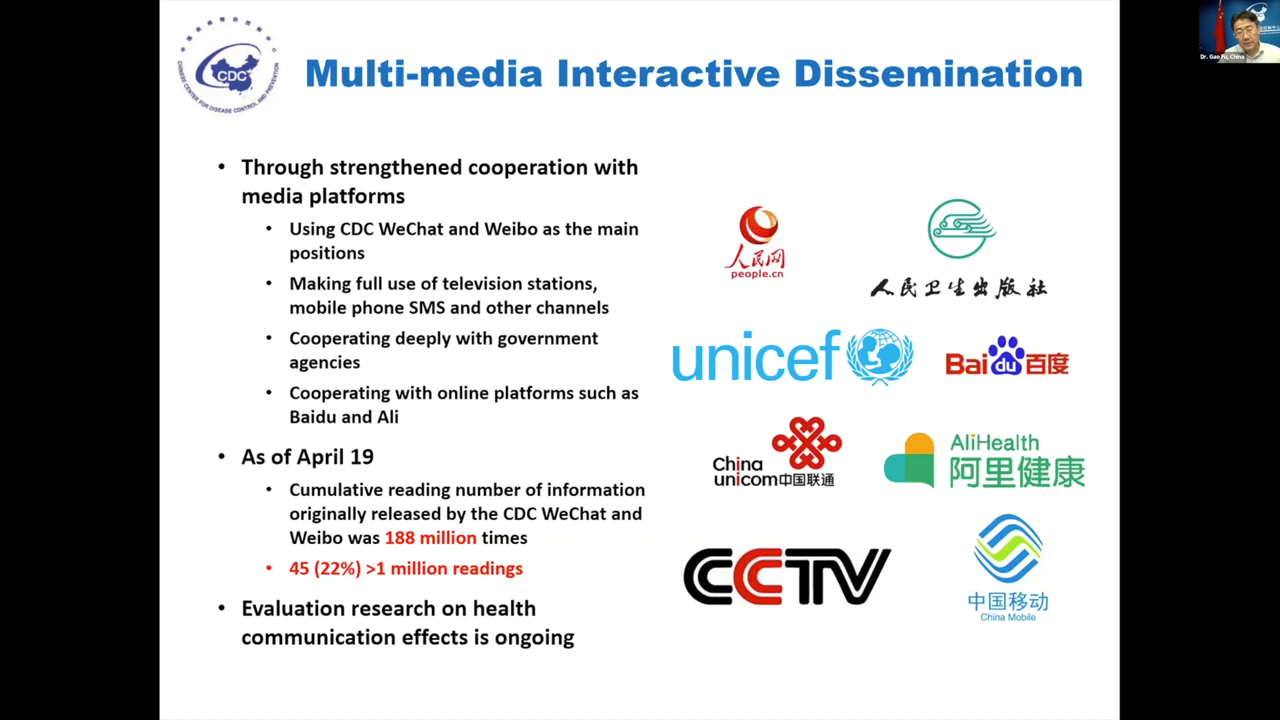 CHINESE CENTER FOR DISEASE CONTROL AND PREVENTION
CDC
Multi-media Interactive Dissemination
Dr. Gao Fu, China
• Through strengthened cooperation with
media platforms
• Using CDC WeChat and Weibo as the main
positions
• Making full use of television stations,
mobile phone SMS and other channels
• Cooperating deeply with government
agencies
• Cooperating with online platforms such as
Baidu and Ali
• As of April 19
• Cumulative reading number of information
originally released by the CDC WeChat and
Weibo was 188 million times
• 45 (22%) >1 million readings
• Evaluation research on health
communication effects is ongoing
人民网
people.cn
人民卫生出版社
unicef
Bai du 百度
China
unicom中国联通
AliHealth
阿里健康
CCTV
中国移动
China Mobile